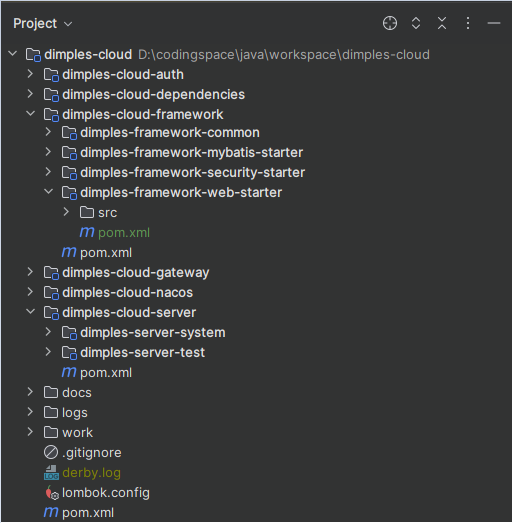 Project
dimples-cloud D:\codingspace\java\workspace\dimples-cloud
dimples-cloud-auth
dimples-cloud-dependencies
dimples-cloud-framework
dimples-framework-common
dimples-framework-mybatis-starter
dimples-framework-security-starter
dimples-framework-web-starter
src
m pom.xml
m pom.xml
dimples-cloud-gateway
dimples-cloud-nacos
dimples-cloud-server
dimples-server-system
dimples-server-test
m pom.xml
docs
logs
work
.gitignore
LOG derby.log
lombok.config
m pom.xml